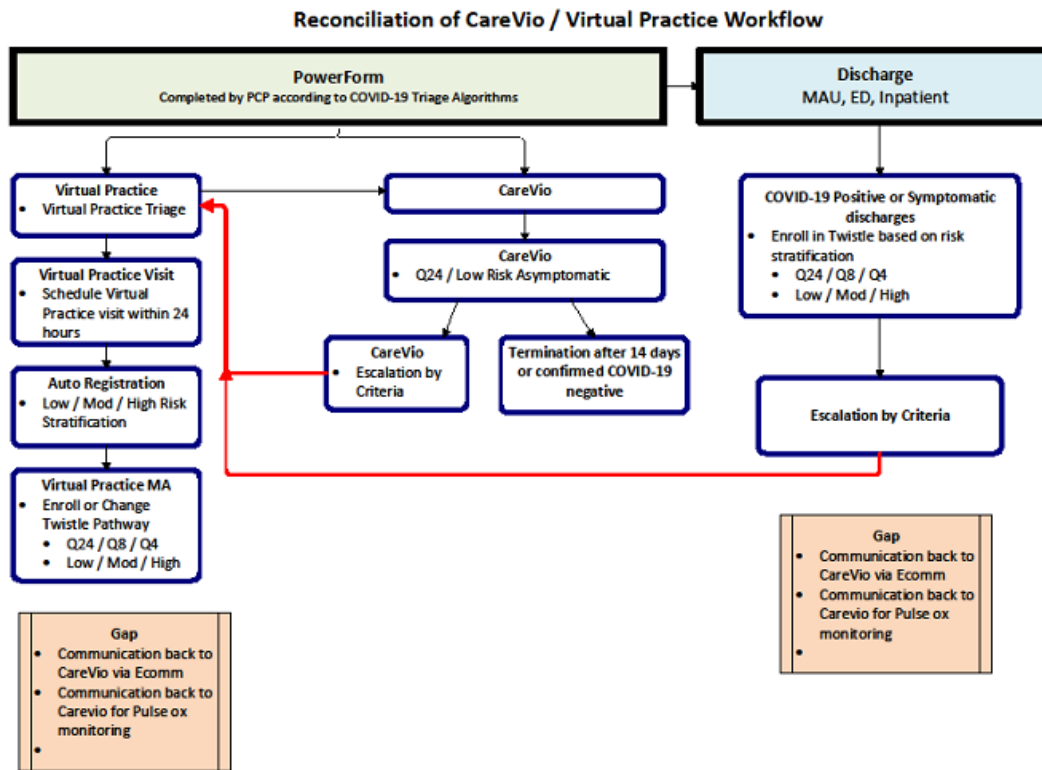 Reconciliation of CareVio / Virtual Practice Workflow
PowerForm
Completed by PCP according to COVID-19 Triage Algorithms
Discharge
MAU, ED, Inpatient
Virtual Practice
• Virtual Practice Triage
CareVio
COVID-19 Positive or Symptomatic
discharges
• Enroll in Twistle based on risk
stratification
• Q24 / Q8 / Q4
• Low / Mod / High
Virtual Practice Visit
• Schedule Virtual
Practice visit within 24
hours
CareVio
• Q24 / Low Risk Asymptomatic
CareVio
• Escalation by
Criteria
Termination after 14 days
or confirmed COVID-19
negative
Auto Registration
• Low / Mod / High Risk
Stratification
Escalation by Criteria
Virtual Practice MA
• Enroll or Change
Twistle Pathway
• Q24 / Q8 / Q4
• Low / Mod / High
Gap
• Communication back to
CareVio via Ecomm
• Communication back to
Carevio for Pulse ox
monitoring
•
Gap
• Communication back to
CareVio via Ecomm
• Communication back to
Carevio for Pulse ox
monitoring
•